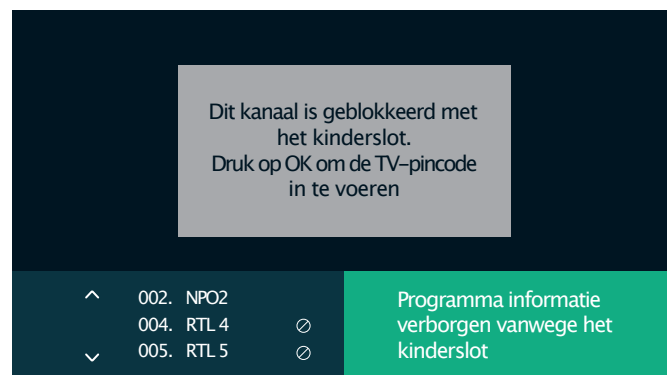 Dit kanaal is geblokkeerd met
het kinderslot.
Druk op OK om de TV-pincode
in te voeren
002. NPO2
004. RTL 4
005. RTL 5
Programma informatie
verborgen vanwege het
kinderslot